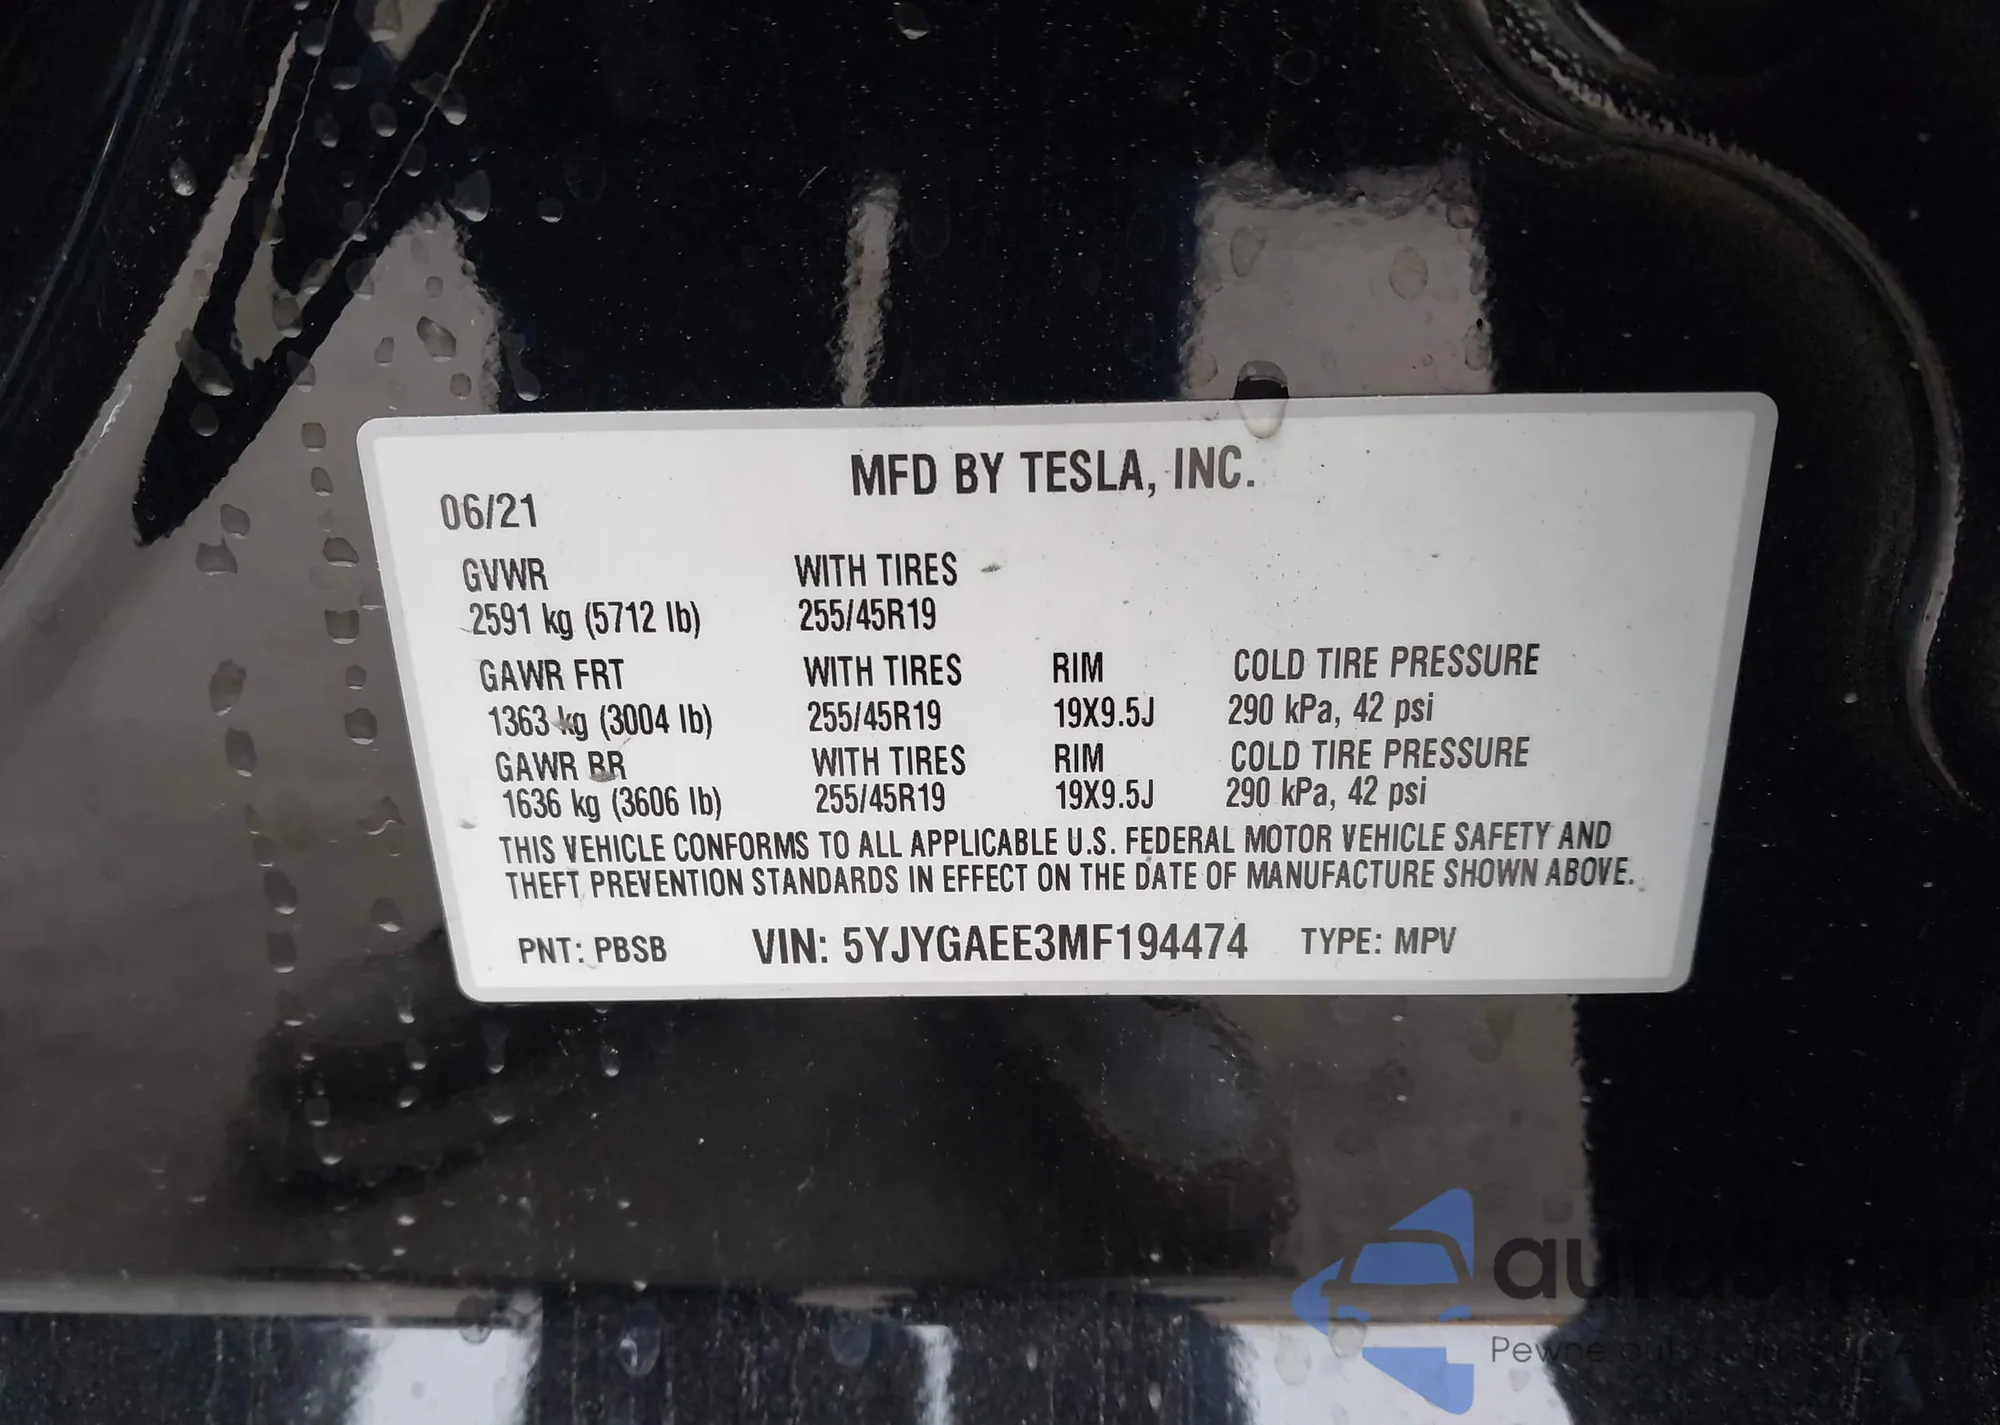 MFD BY TESLA, INC.
06/21
GVWR WITH TIRES
2591 kg (5712 lb) 255/45R19
GAWR FRT WITH TIRES RIM COLD TIRE PRESSURE
1363 kg (3004 lb) 255/45R19 19X9.5J 290 kPa, 42 psi
GAWR RR WITH TIRES RIM COLD TIRE PRESSURE
1636 kg (3606 lb) 255/45R19 19X9.5J 290 kPa, 42 psi
THIS VEHICLE CONFORMS TO ALL APPLICABLE U.S. FEDERAL MOTOR VEHICLE SAFETY AND
THEFT PREVENTION STANDARDS IN EFFECT ON THE DATE OF MANUFACTURE SHOWN ABOVE.
PNT: PBSB VIN: 5YJYGAEE3MF194474 TYPE: MPV
Pewne